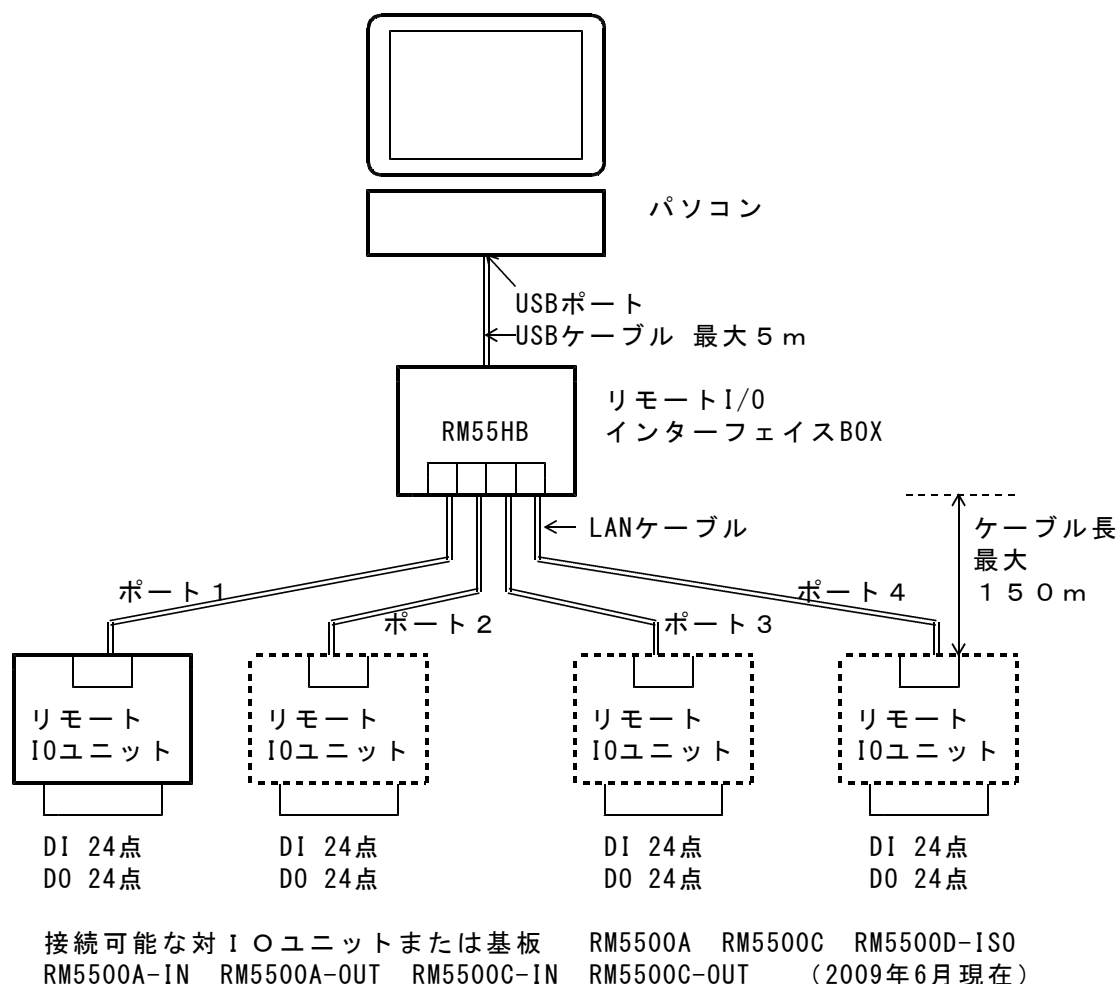 パソコン
USBポート
USBケーブル 最大５ｍ
リモートI/O
インターフェイスBOX
RM55HB
LANケーブル
ケーブル長
最大
１５０ｍ
ポート１
ポート２
ポート３
ポート４
リモート
IOユニット
リモート
IOユニット
リモート
IOユニット
リモート
IOユニット
DI 24点
DO 24点
DI 24点
DO 24点
DI 24点
DO 24点
DI 24点
DO 24点
接続可能な対ＩＯユニットまたは基板 RM5500A RM5500C RM5500D-ISO
RM5500A-IN RM5500A-OUT RM5500C-IN RM5500C-OUT （2009年6月現在）